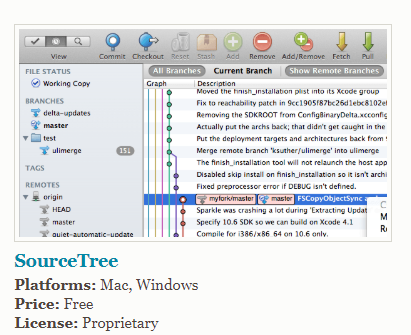 View
Commit
Checkout
Reset
Stash
Add
Remove
Add/Remove
Fetch
Pull
FILE STATUS
Working Copy
BRANCHES
delta-updates
master
test
ulimerge
15↓
TAGS
REMOTES
origin
HEAD
master
quiet-automatic-update
All Branches
Current Branch
Show Remote Branches
Graph
Description
Moved the finish_installation plist into its Xcode group
Fix to reachability patch in 9cc1905f87bc26d1ebc8102ef
Removing the SDKROOT from ConfigBinaryDelta.xcconfig
Actually put the archs back; that didn't get caught in the
Put the deployment targets and architectures back from
Merge remote branch 'ksuther/ulimerge' into ulimerge
The finish_installation tool will not relaunch the host app
Disabled skip install on finish_installation so it isn't archi
Fixed preprocessor error if DEBUG isn't defined.
myfork/master
master
FSCopyObjectSync
Sparkle was crashing a lot during 'Extracting Updat
Specify 10.6 SDK so we can build on Xcode 4.1
Compile for i386/x86_64 on 10.6 only.
SourceTree
Platforms: Mac, Windows
Price: Free
License: Proprietary